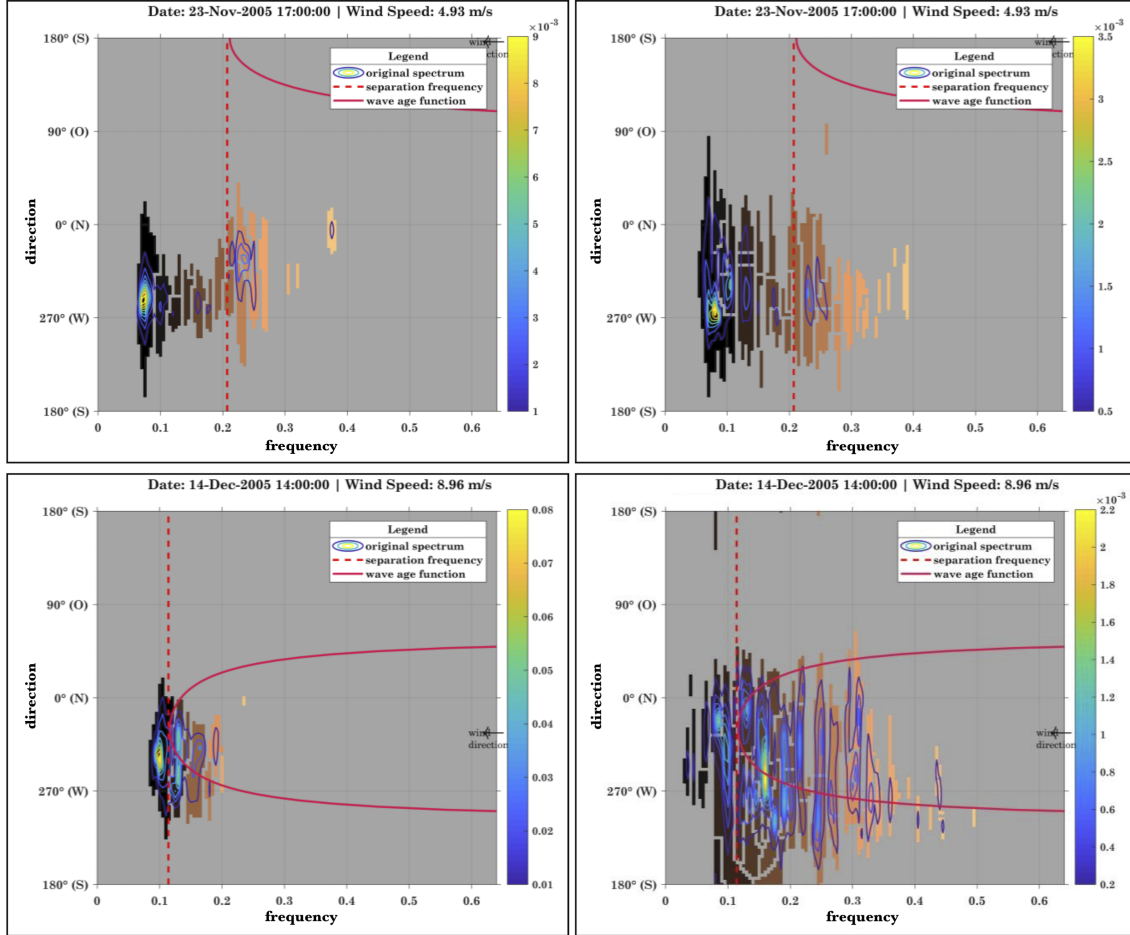 Date: 23-Nov-2005 17:00:00 | Wind Speed: 4.93 m/s
×10⁻³
180° (S)
90° (O)
0° (N)
270° (W)
180° (S)
direction
0
0.1
0.2
0.3
0.4
0.5
0.6
frequency
Legend
original spectrum
separation frequency
wave age function
wind
direction
9
8
7
6
5
4
3
2
1
23-Nov-2005 17:00:00 | Wind Speed: 4.93 m/s
×10⁻³
180° (S)
90° (O)
0° (N)
270° (W)
180° (S)
direction
0
0.1
0.2
0.3
0.4
0.5
0.6
frequency
Legend
original spectrum
separation frequency
wave age function
wind
direction
3.5
3
2.5
2
1.5
1
0.5
Date: 14-Dec-2005 14:00:00 | Wind Speed: 8.96 m/s
180° (S)
90° (O)
0° (N)
270° (W)
180° (S)
direction
0
0.1
0.2
0.3
0.4
0.5
0.6
frequency
Legend
original spectrum
separation frequency
wave age function
wind
direction
0.08
0.07
0.06
0.05
0.04
0.03
0.02
0.01
Date: 14-Dec-2005 14:00:00 | Wind Speed: 8.96 m/s
×10⁻³
180° (S)
90° (O)
0° (N)
270° (W)
180° (S)
direction
0
0.1
0.2
0.3
0.4
0.5
0.6
frequency
Legend
original spectrum
separation frequency
wave age function
wind
direction
2.2
2
1.8
1.6
1.4
1.2
1
0.8
0.6
0.4
0.2